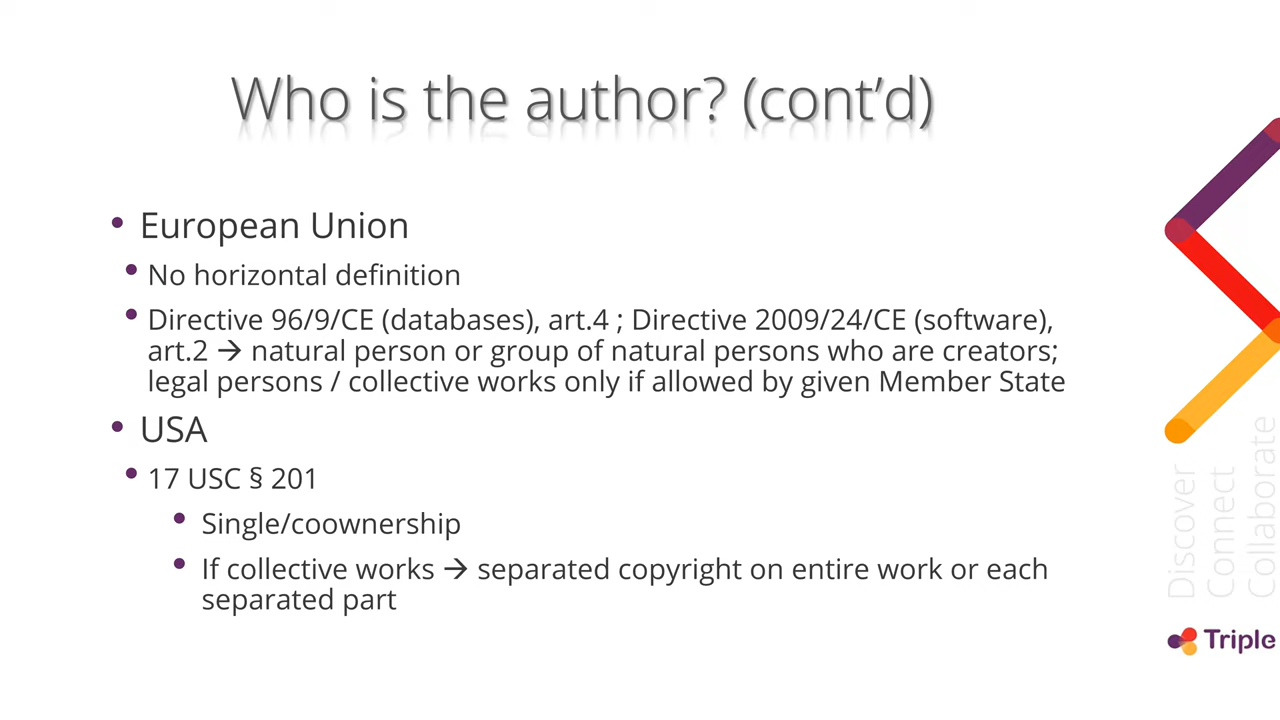 Who is the author? (cont’d)
• European Union
• No horizontal definition
• Directive 96/9/CE (databases), art.4 ; Directive 2009/24/CE (software),
art.2 → natural person or group of natural persons who are creators;
legal persons / collective works only if allowed by given Member State
• USA
• 17 USC § 201
• Single/coownership
• If collective works → separated copyright on entire work or each
separated part
Discover
Connect
Collaborate
Triple